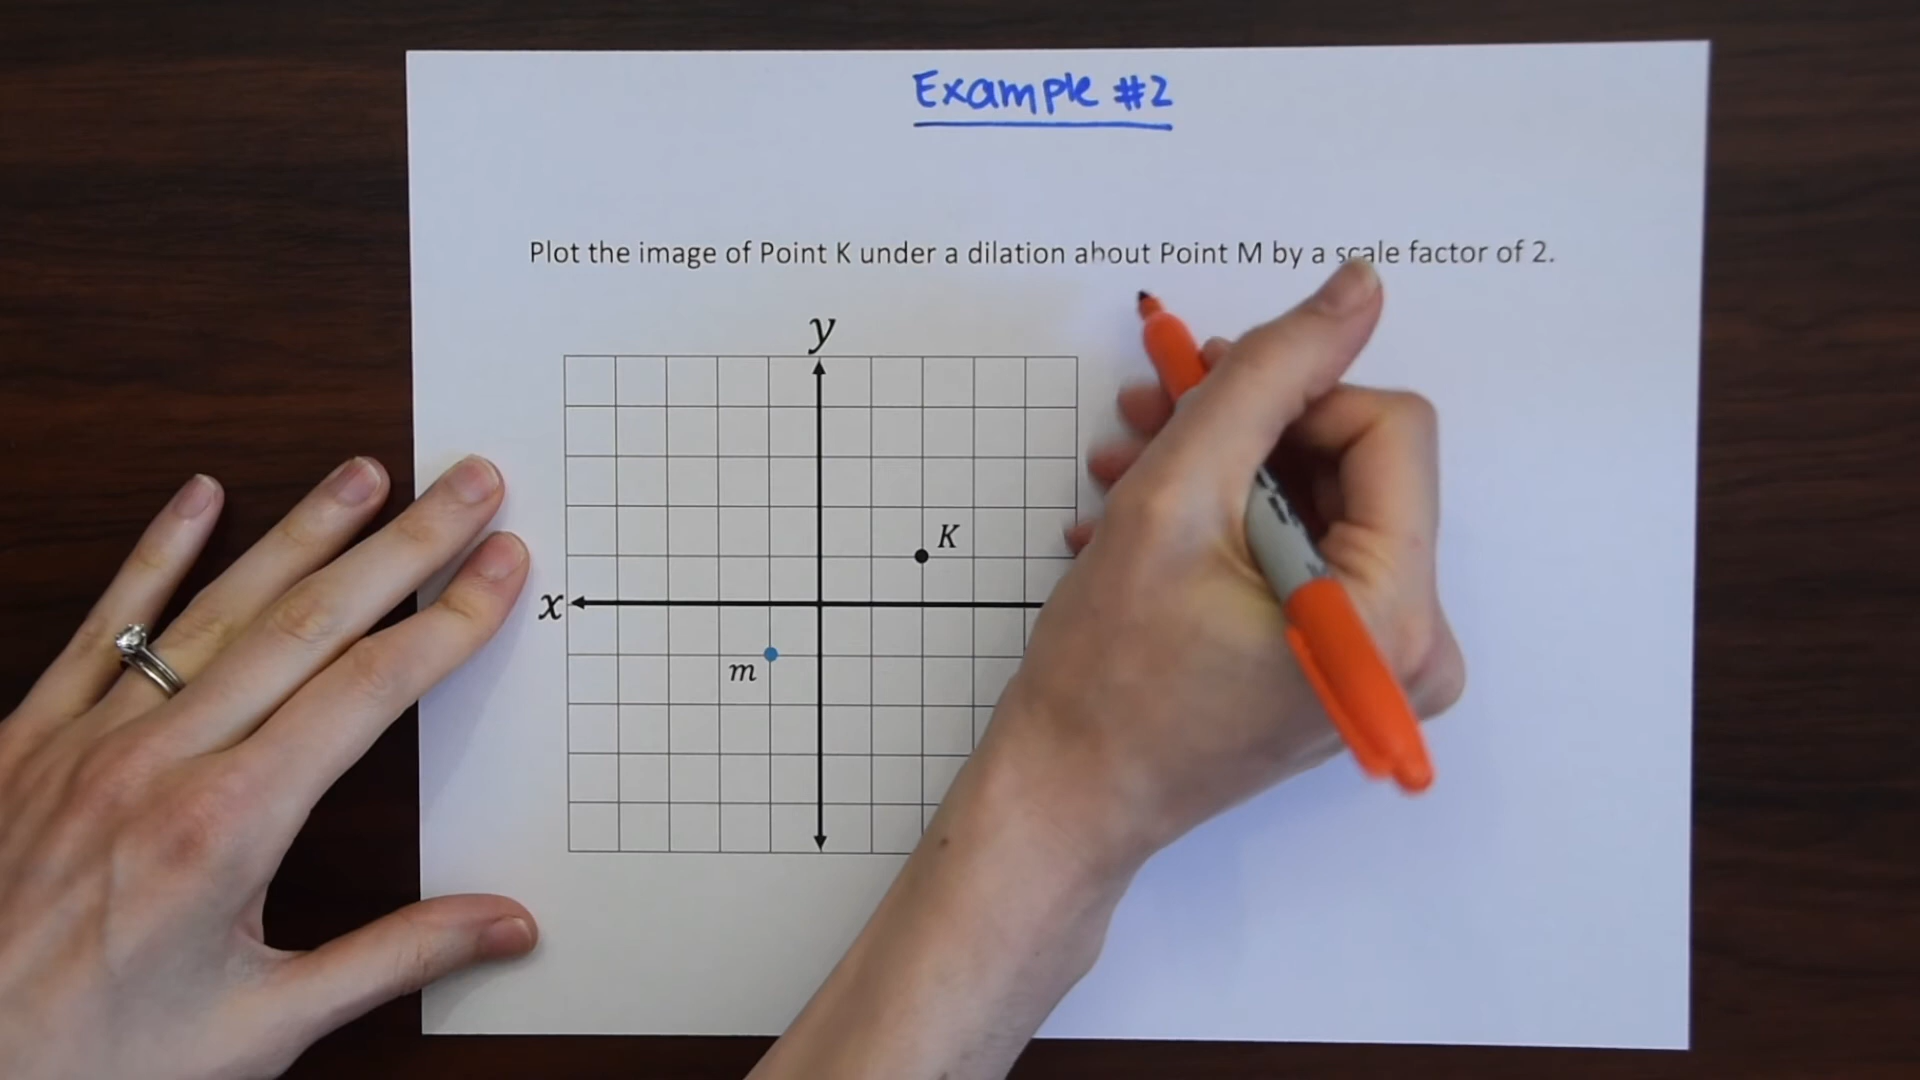 Example #2
Plot the image of Point K under a dilation about Point M by a scale factor of 2.
y
K
x
m